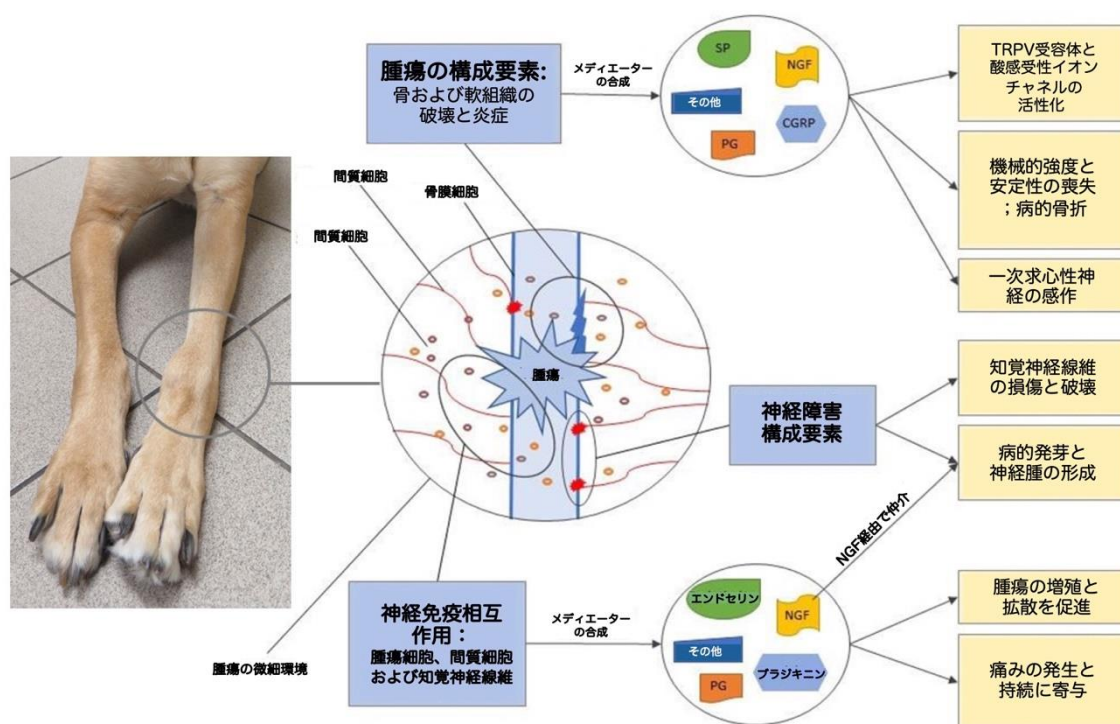 腫瘍の構成要素:
骨および軟組織の
破壊と炎症
メディエーター
の合成
SP
NGF
その他
CGRP
PG
TRPV受容体と
酸感受性イオン
チャネルの
活性化
機械的強度と
安定性の喪失
；病的骨折
一次求心性神
経の感作
間質細胞
骨膜細胞
間質細胞
腫瘍
神経障害
構成要素
知覚神経線維
の損傷と破壊
病的発芽と
神経腫の形成
NGF経由で仲介
神経免疫相互
作用：
腫瘍細胞、間質細胞
および知覚神経線維
メディエーター
の合成
エンドセリン
NGF
その他
PG
ブラジキニン
腫瘍の増殖と
拡散を促進
痛みの発生と
持続に寄与
腫瘍の微細環境